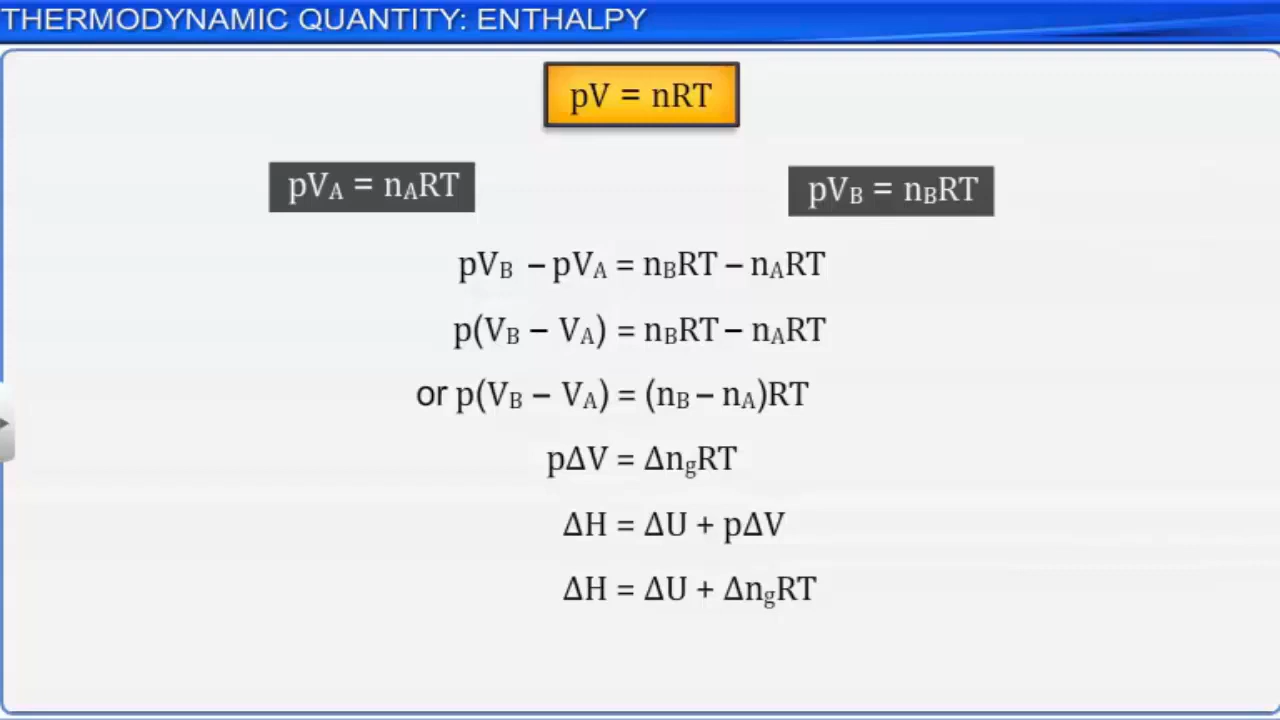 THERMODYNAMIC QUANTITY: ENTHALPY
pV = nRT
pV_A = n_ART
pV_B = n_BRT
pV_B – pV_A = n_BRT – n_ART
p(V_B – V_A) = n_BRT – n_ART
or p(V_B – V_A) = (n_B – n_A)RT
pΔV = Δn_gRT
ΔH = ΔU + pΔV
ΔH = ΔU + Δn_gRT